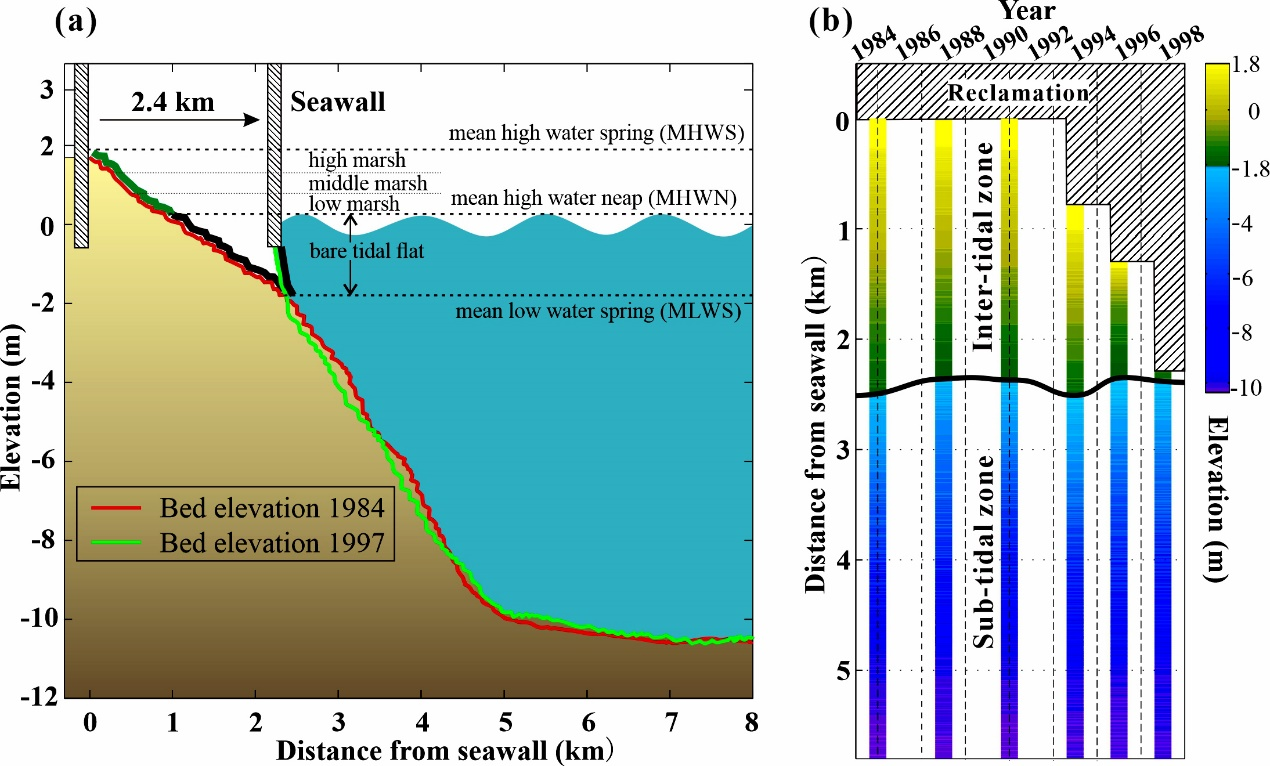 (a)
3
2
0
-2
-4
-6
-8
-10
-12
Elevation (m)
2.4 km
Seawall
mean high water spring (MHWS)
high marsh
middle marsh
low marsh
mean high water neap (MHWN)
bare tidal flat
mean low water spring (MLWS)
Bed elevation 1984
Bed elevation 1997
0 1 2 3 4 5 6 7 8
Distance from seawall (km)
(b)
Year
1984 1986 1988 1990 1992 1994 1996 1998
Reclamation
0
1
2
3
4
5
Distance from seawall (km)
Inter-tidal zone
Sub-tidal zone
1.8
0
-1.8
-4
-6
-8
-10
Elevation (m)